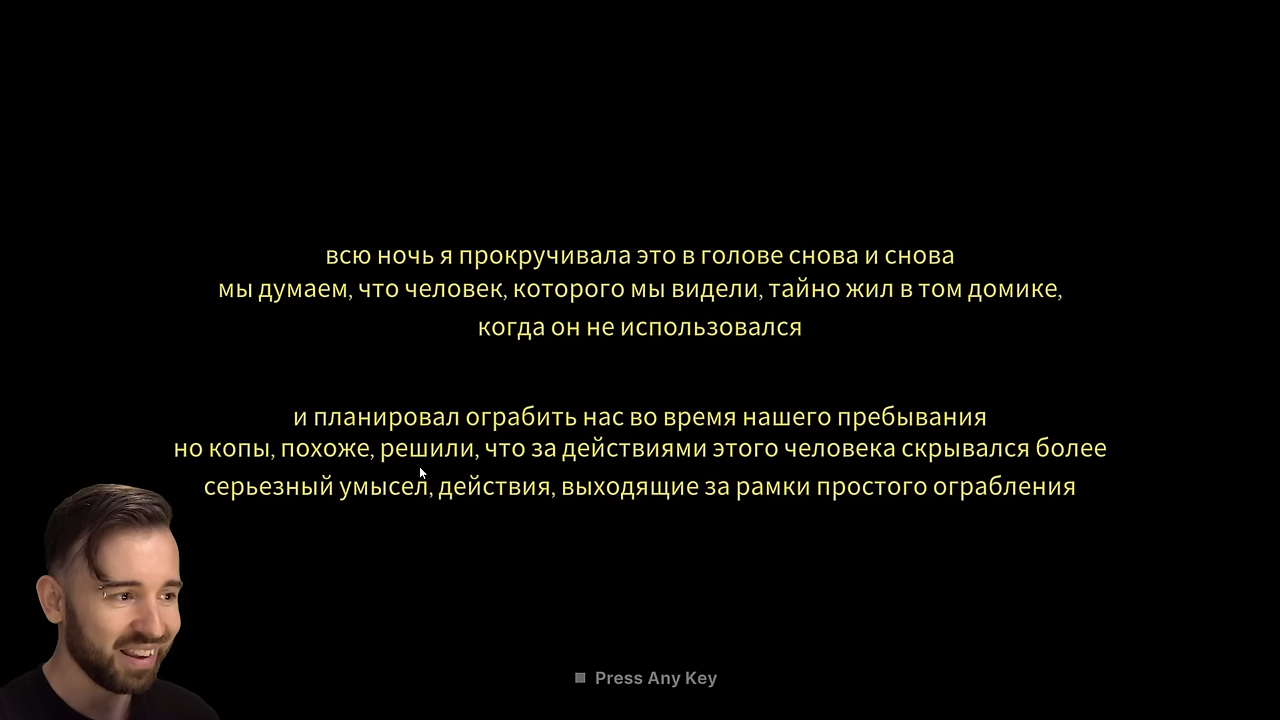 всю ночь я прокручивала это в голове снова и снова
мы думаем, что человек, которого мы видели, тайно жил в том домике,
когда он не использовался
и планировал ограбить нас во время нашего пребывания
но копы, похоже, решили, что за действиями этого человека скрывался более
серьезный умысел, действия, выходящие за рамки простого ограбления
Press Any Key